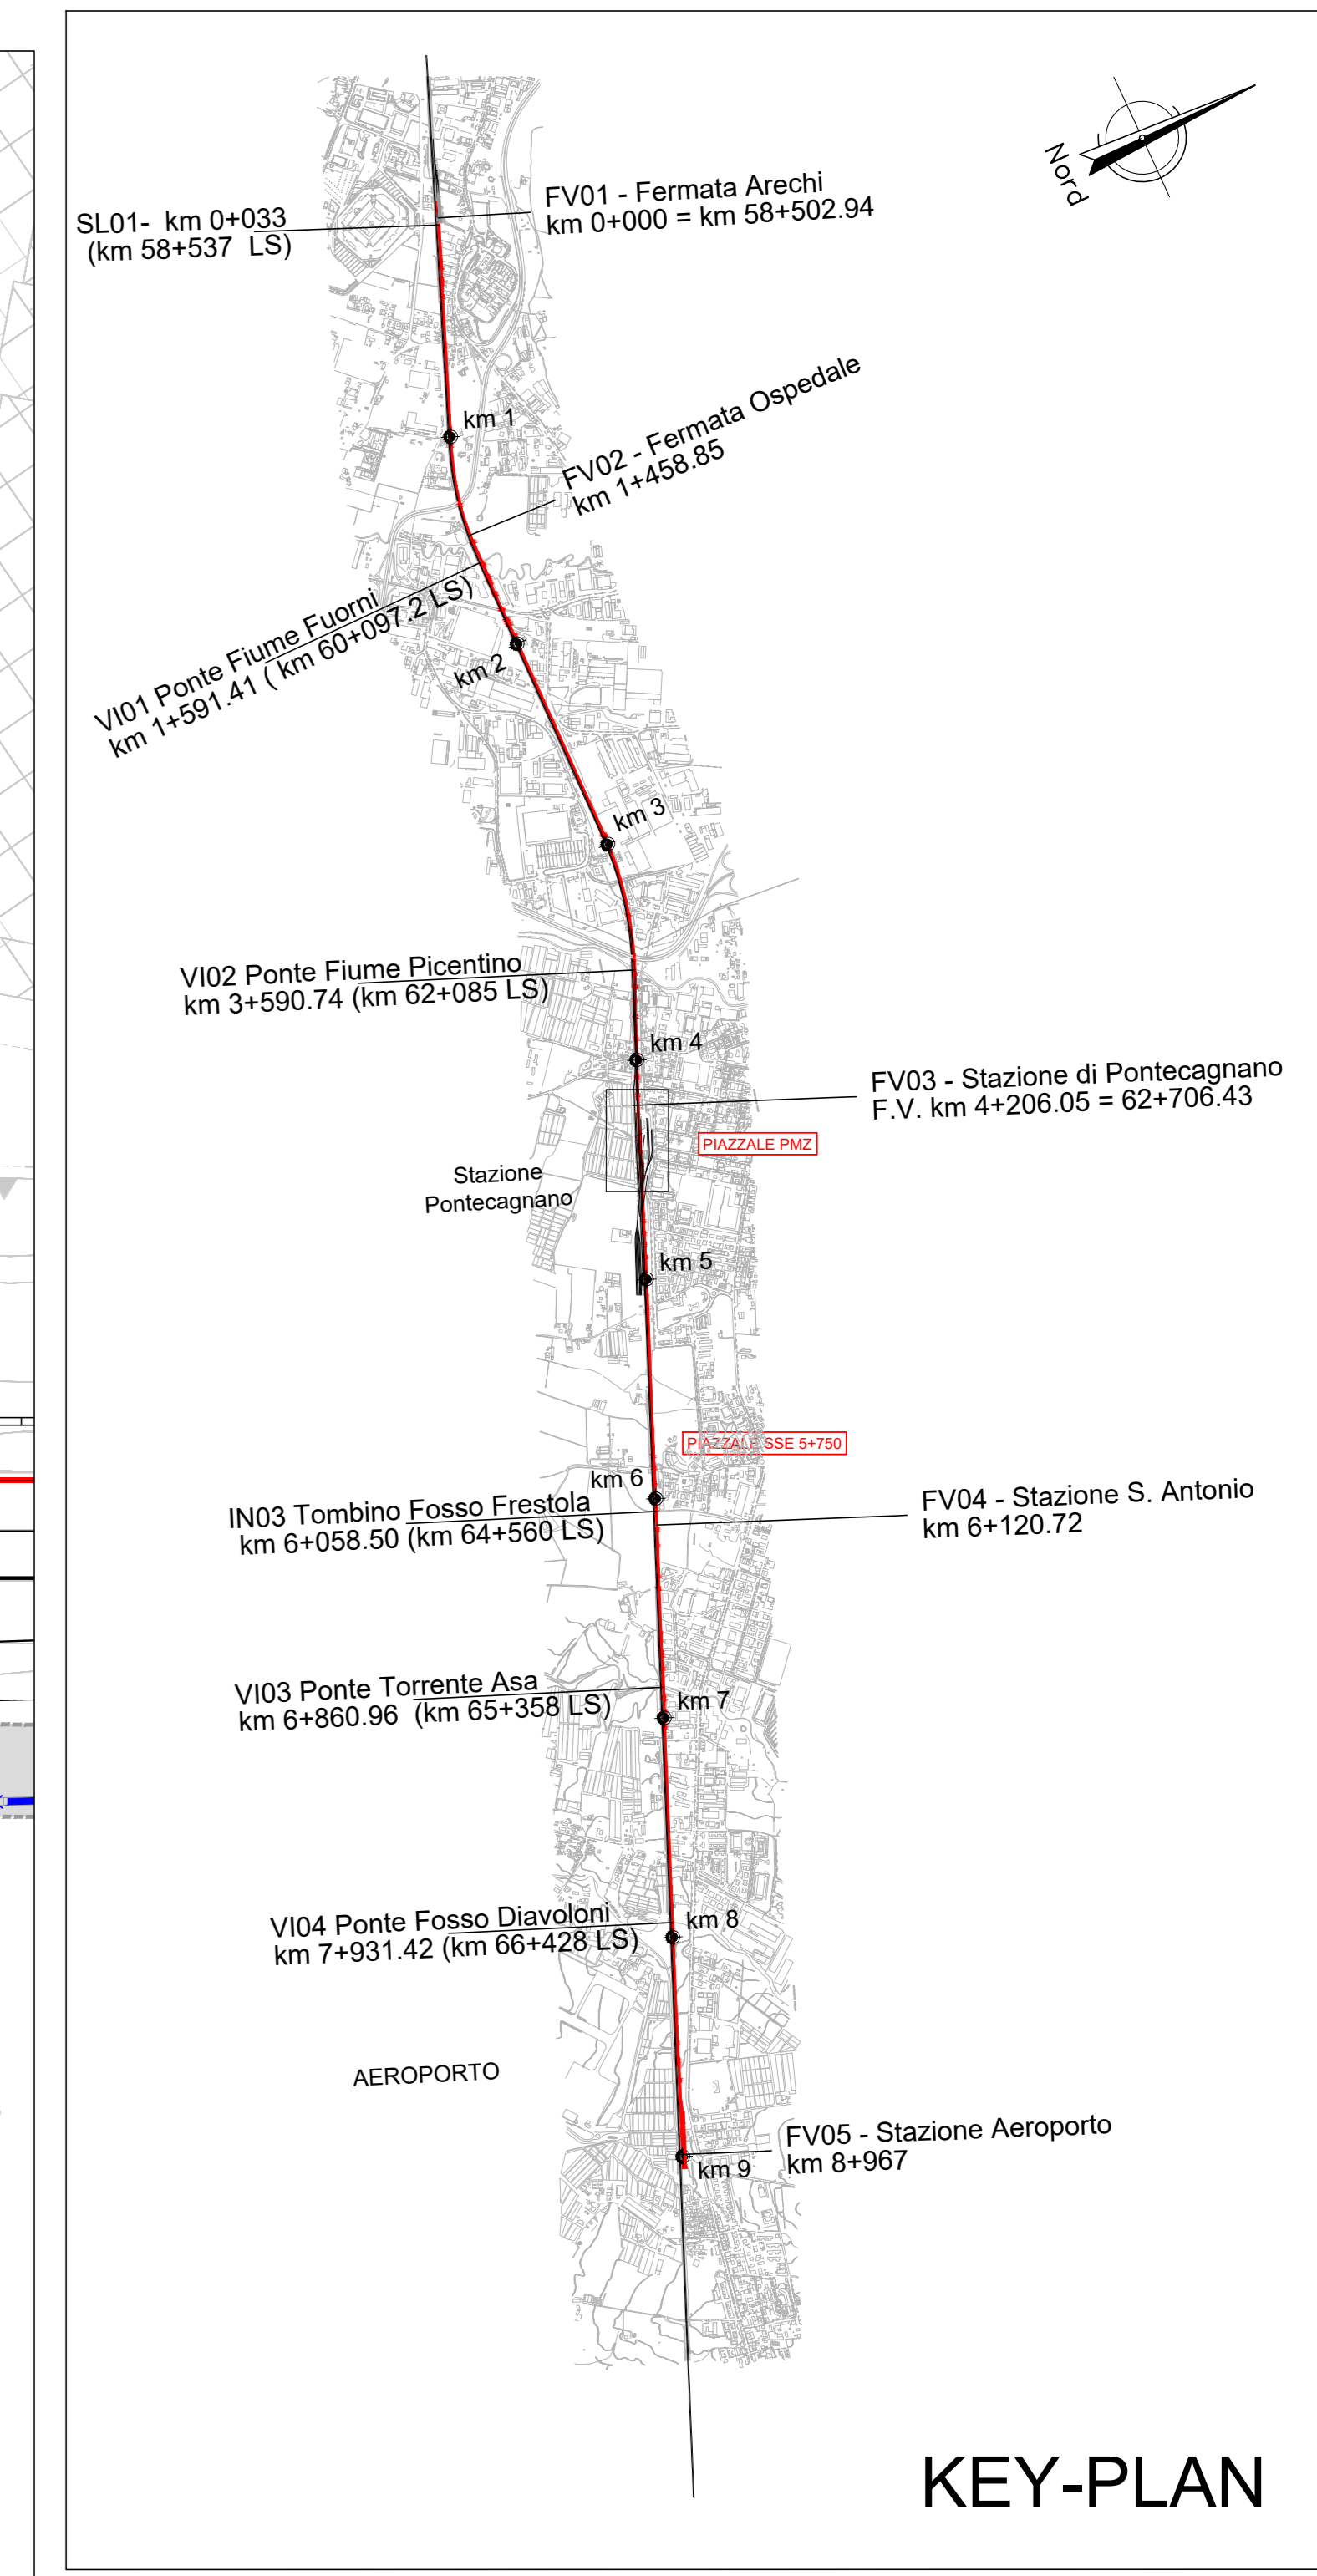 Nord
FV01 - Fermata Arechi
km 0+000 = km 58+502.94
SL01-  km 0+033
(km 58+537  LS)
km 1
FV02 - Fermata Ospedale
km 1+458.85
VI01 Ponte Fiume Fuorni
km 1+591.41 ( km 60+097.2 LS)
km 2
km 3
VI02 Ponte Fiume Picentino
km 3+590.74 (km 62+085 LS)
km 4
FV03 - Stazione di Pontecagnano
F.V. km 4+206.05 = 62+706.43
PIAZZALE PMZ
Stazione
Pontecagnano
km 5
PIAZZALE SSE 5+750
km 6
FV04 - Stazione S. Antonio
km 6+120.72
IN03 Tombino Fosso Frestola
km 6+058.50 (km 64+560 LS)
VI03 Ponte Torrente Asa
km 6+860.96  (km 65+358 LS)
km 7
VI04 Ponte Fosso Diavoloni
km 7+931.42 (km 66+428 LS)
km 8
AEROPORTO
FV05 - Stazione Aeroporto
km 8+967
km 9
KEY-PLAN